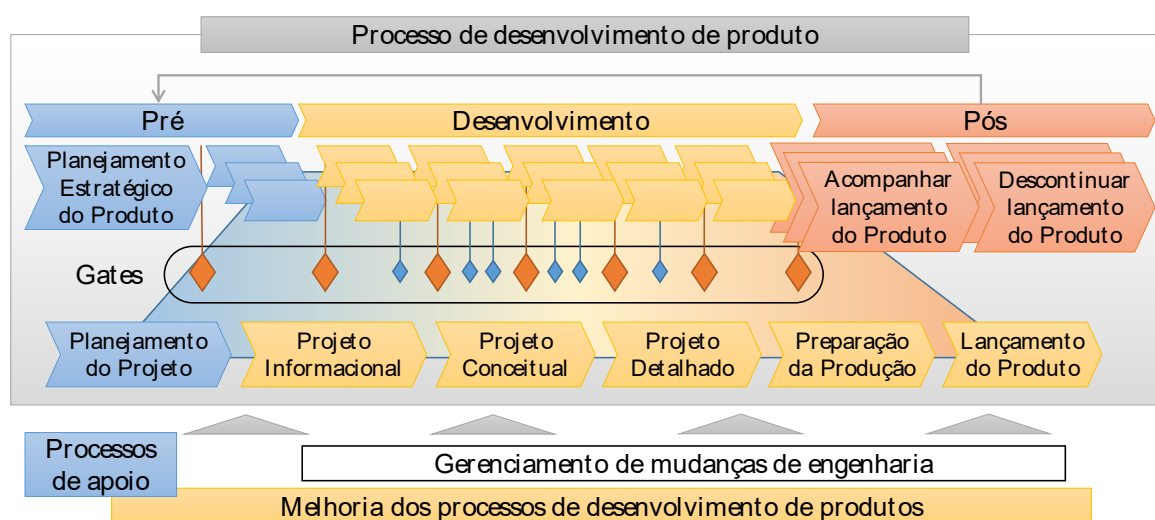 Processo de desenvolvimento de produto
Pré
Desenvolvimento
Pós
Planejamento
Estratégico
do Produto
Acompanhar
lançamento
do Produto
Descontinuar
lançamento
do Produto
Gates
Planejamento
do Projeto
Projeto
Informacional
Projeto
Conceitual
Projeto
Detalhado
Preparação
da Produção
Lançamento
do Produto
Processos
de apoio
Gerenciamento de mudanças de engenharia
Melhoria dos processos de desenvolvimento de produtos